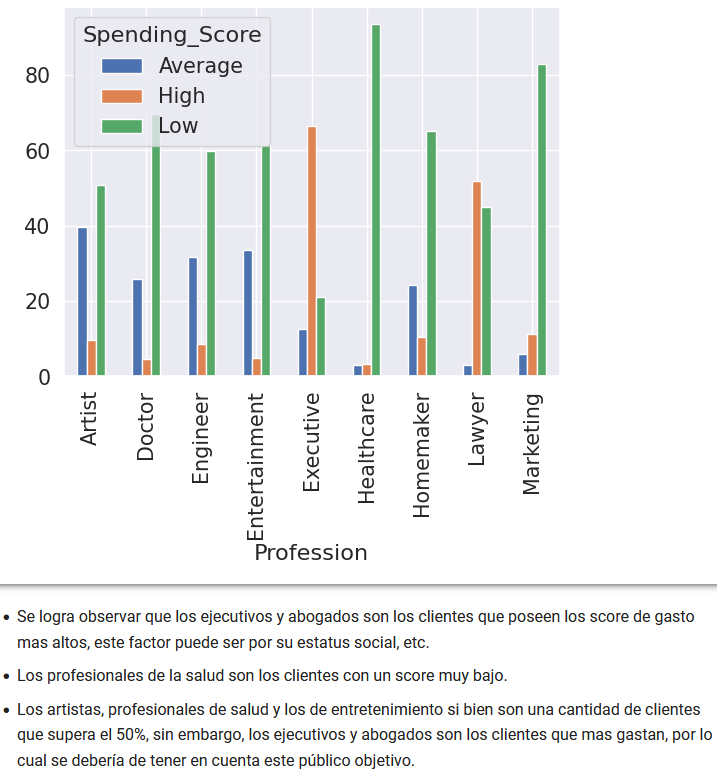 Spending_Score
Average
High
Low
80
60
40
20
0
Artist
Doctor
Engineer
Entertainment
Executive
Healthcare
Homemaker
Lawyer
Marketing
Profession
• Se logra observar que los ejecutivos y abogados son los clientes que poseen los score de gasto
mas altos, este factor puede ser por su estatus social, etc.
• Los profesionales de la salud son los clientes con un score muy bajo.
• Los artistas, profesionales de salud y los de entretenimiento si bien son una cantidad de clientes
que supera el 50%, sin embargo, los ejecutivos y abogados son los clientes que mas gastan, por lo
cual se debería de tener en cuenta este público objetivo.